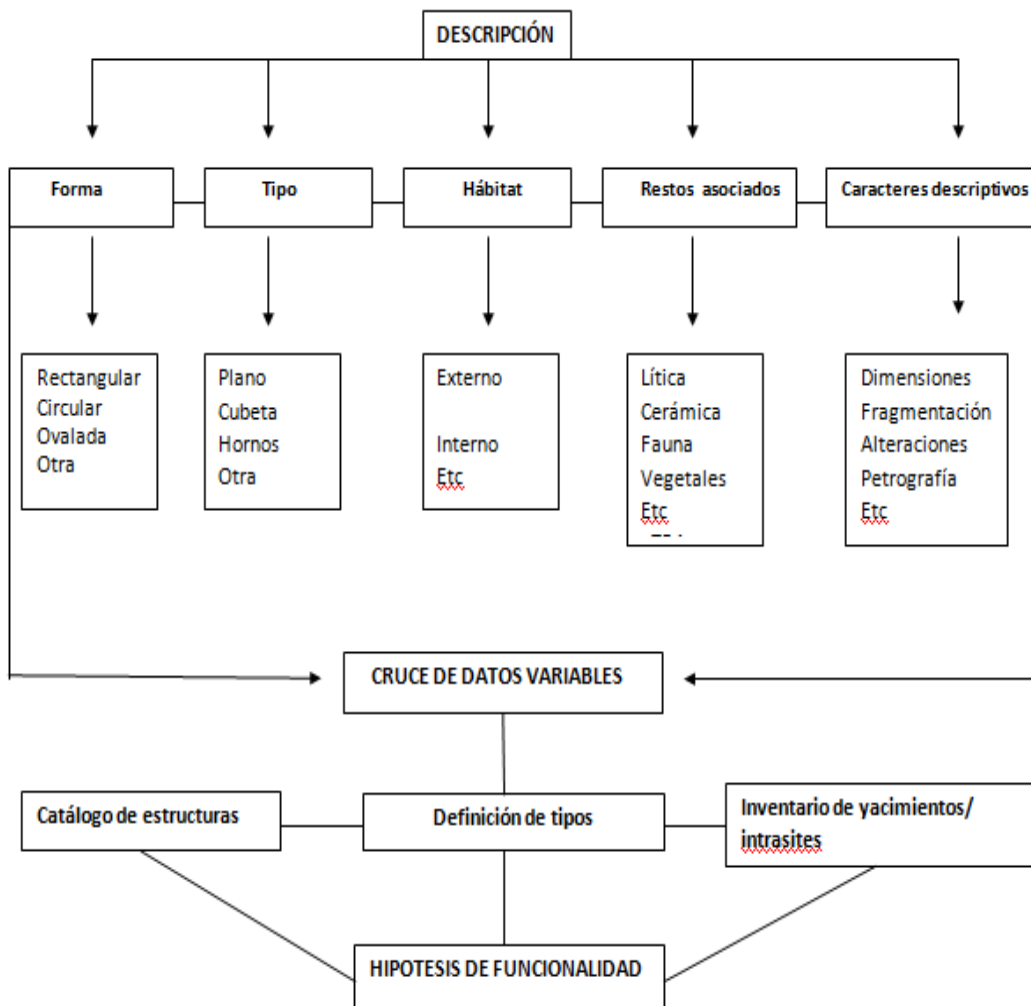 DESCRIPCIÓN
Forma
Tipo
Hábitat
Restos asociados
Caracteres descriptivos
Rectangular
Circular
Ovalada
Otra
Plano
Cubeta
Hornos
Otra
Externo
Interno
Etc
Lítica
Cerámica
Fauna
Vegetales
Etc
Dimensiones
Fragmentación
Alteraciones
Petrografía
Etc
CRUCE DE DATOS VARIABLES
Catálogo de estructuras
Definición de tipos
Inventario de yacimientos/
intrasites
HIPOTESIS DE FUNCIONALIDAD